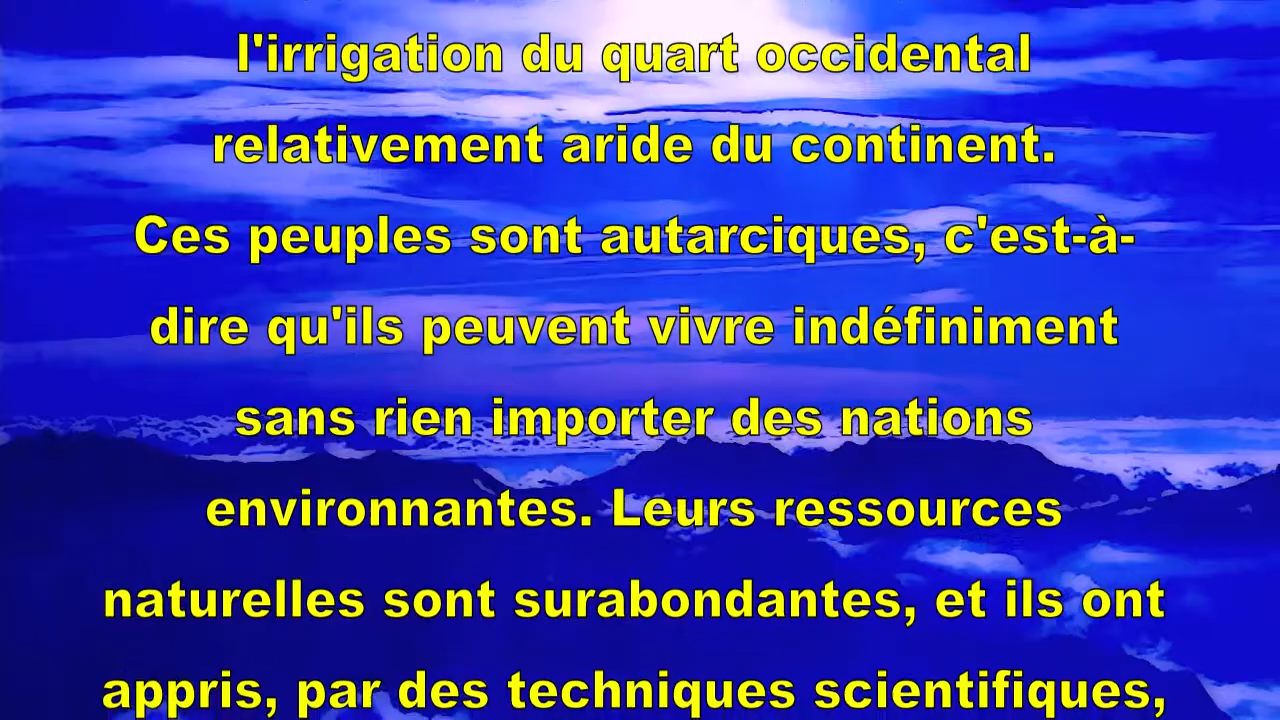 l'irrigation du quart occidental
relativement aride du continent.
Ces peuples sont autarciques, c'est-à-
dire qu'ils peuvent vivre indéfiniment
sans rien importer des nations
environnantes. Leurs ressources
naturelles sont surabondantes, et ils ont
appris, par des techniques scientifiques,